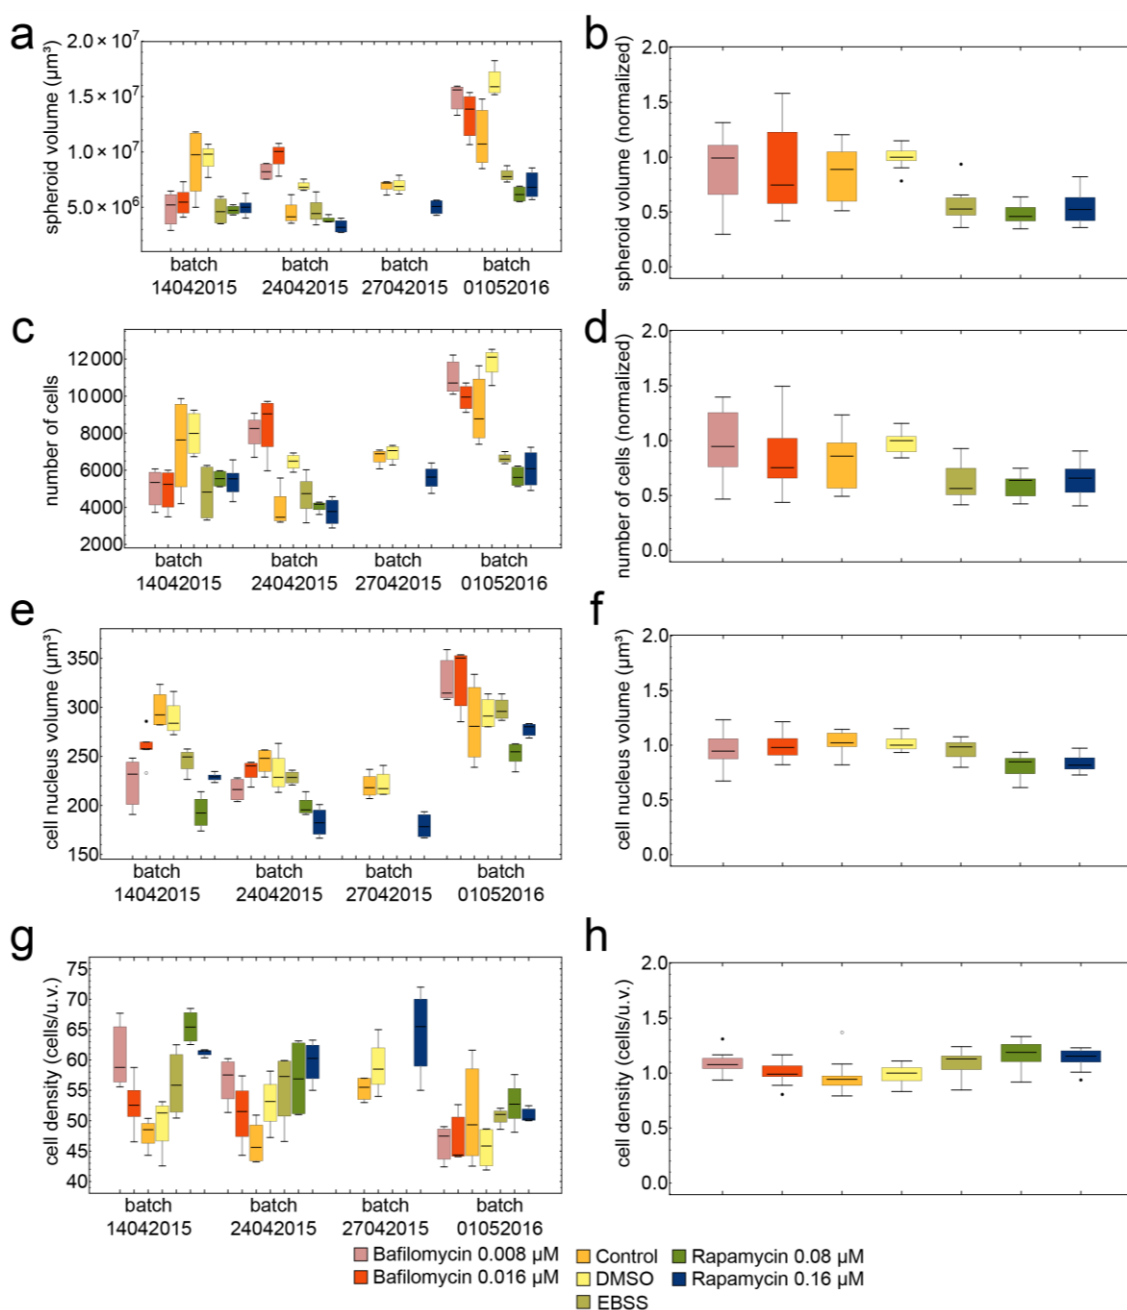 a
spheroid volume (µm³)
2.0×10⁷
1.5×10⁷
1.0×10⁷
5.0×10⁶
batch 14042015
batch 24042015
batch 27042015
batch 01052016
b
spheroid volume (normalized)
2.0
1.5
1.0
0.5
0.0
c
number of cells
12000
10000
8000
6000
4000
2000
batch 14042015
batch 24042015
batch 27042015
batch 01052016
d
number of cells (normalized)
2.0
1.5
1.0
0.5
0.0
e
cell nucleus volume (µm³)
350
300
250
200
150
batch 14042015
batch 24042015
batch 27042015
batch 01052016
f
cell nucleus volume (µm³)
2.0
1.5
1.0
0.5
0.0
g
cell density (cells/u.v.)
75
70
65
60
55
50
45
40
batch 14042015
batch 24042015
batch 27042015
batch 01052016
h
cell density (cells/u.v.)
2.0
1.5
1.0
0.5
0.0
Bafilomycin 0.008 µM
Bafilomycin 0.016 µM
Control
DMSO
EBSS
Rapamycin 0.08 µM
Rapamycin 0.16 µM